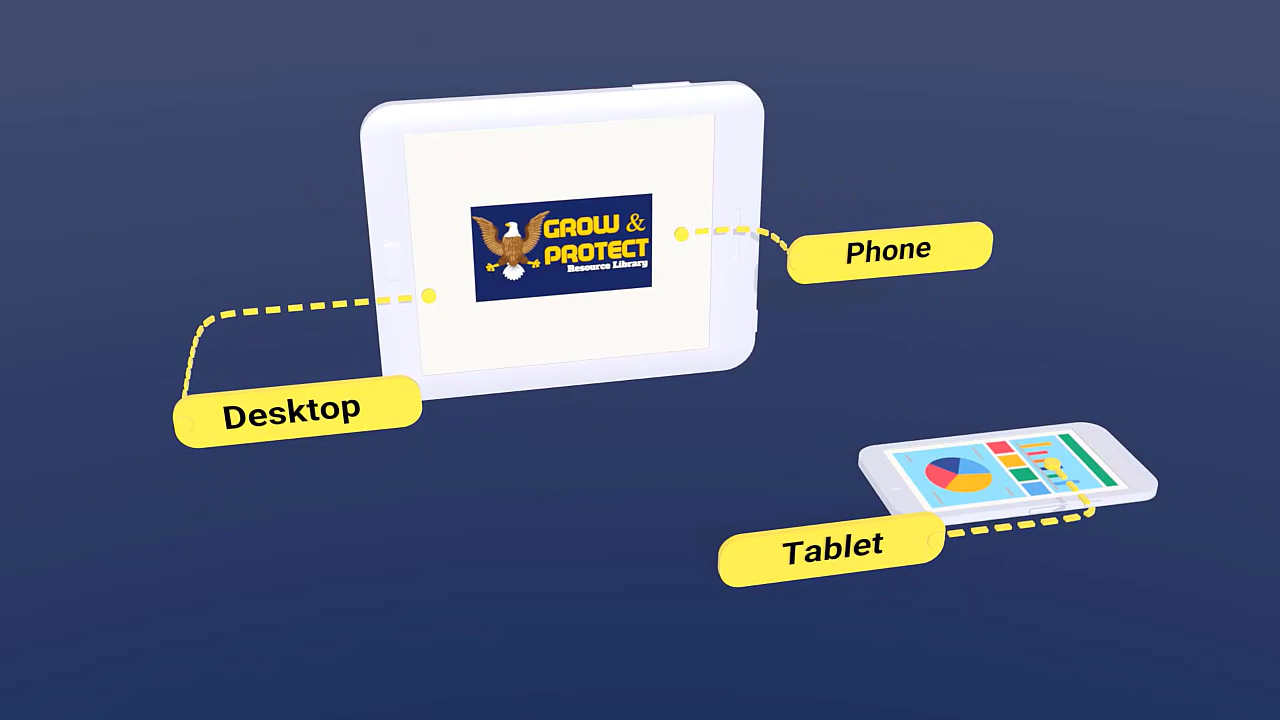 GROW &
PROTECT
Resource Library
Phone
Desktop
Tablet